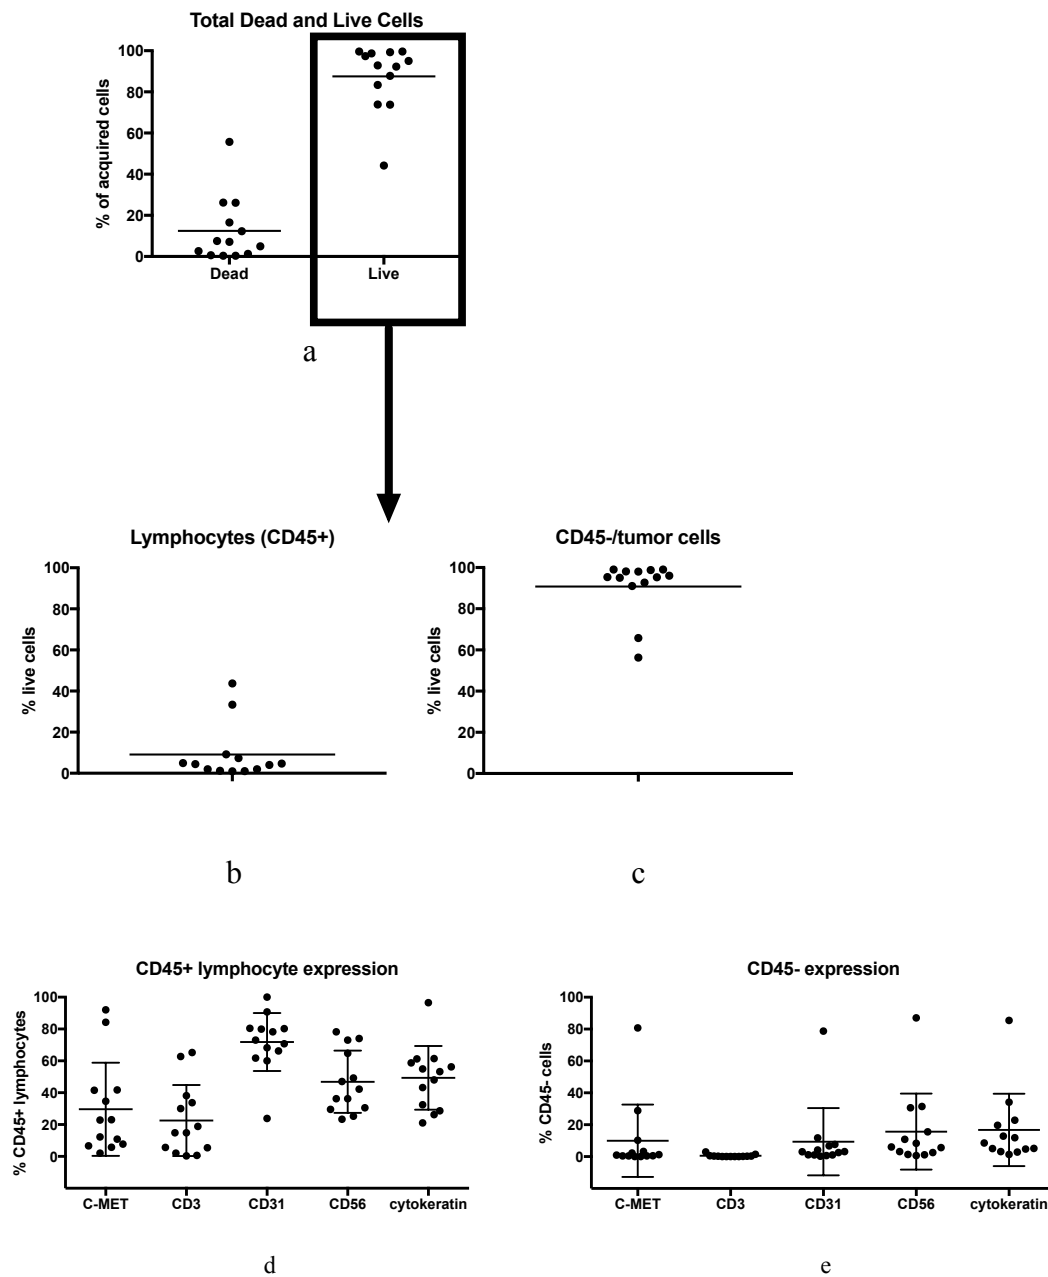 Total Dead and Live Cells
% of acquired cells
100
80
60
40
20
0
Dead Live
a
Lymphocytes (CD45+)
% live cells
100
80
60
40
20
0
b
CD45-/tumor cells
% live cells
100
80
60
40
20
0
c
CD45+ lymphocyte expression
% CD45+ lymphocytes
100
80
60
40
20
0
C-MET CD3 CD31 CD56 cytokeratin
d
CD45- expression
% CD45- cells
100
80
60
40
20
0
C-MET CD3 CD31 CD56 cytokeratin
e